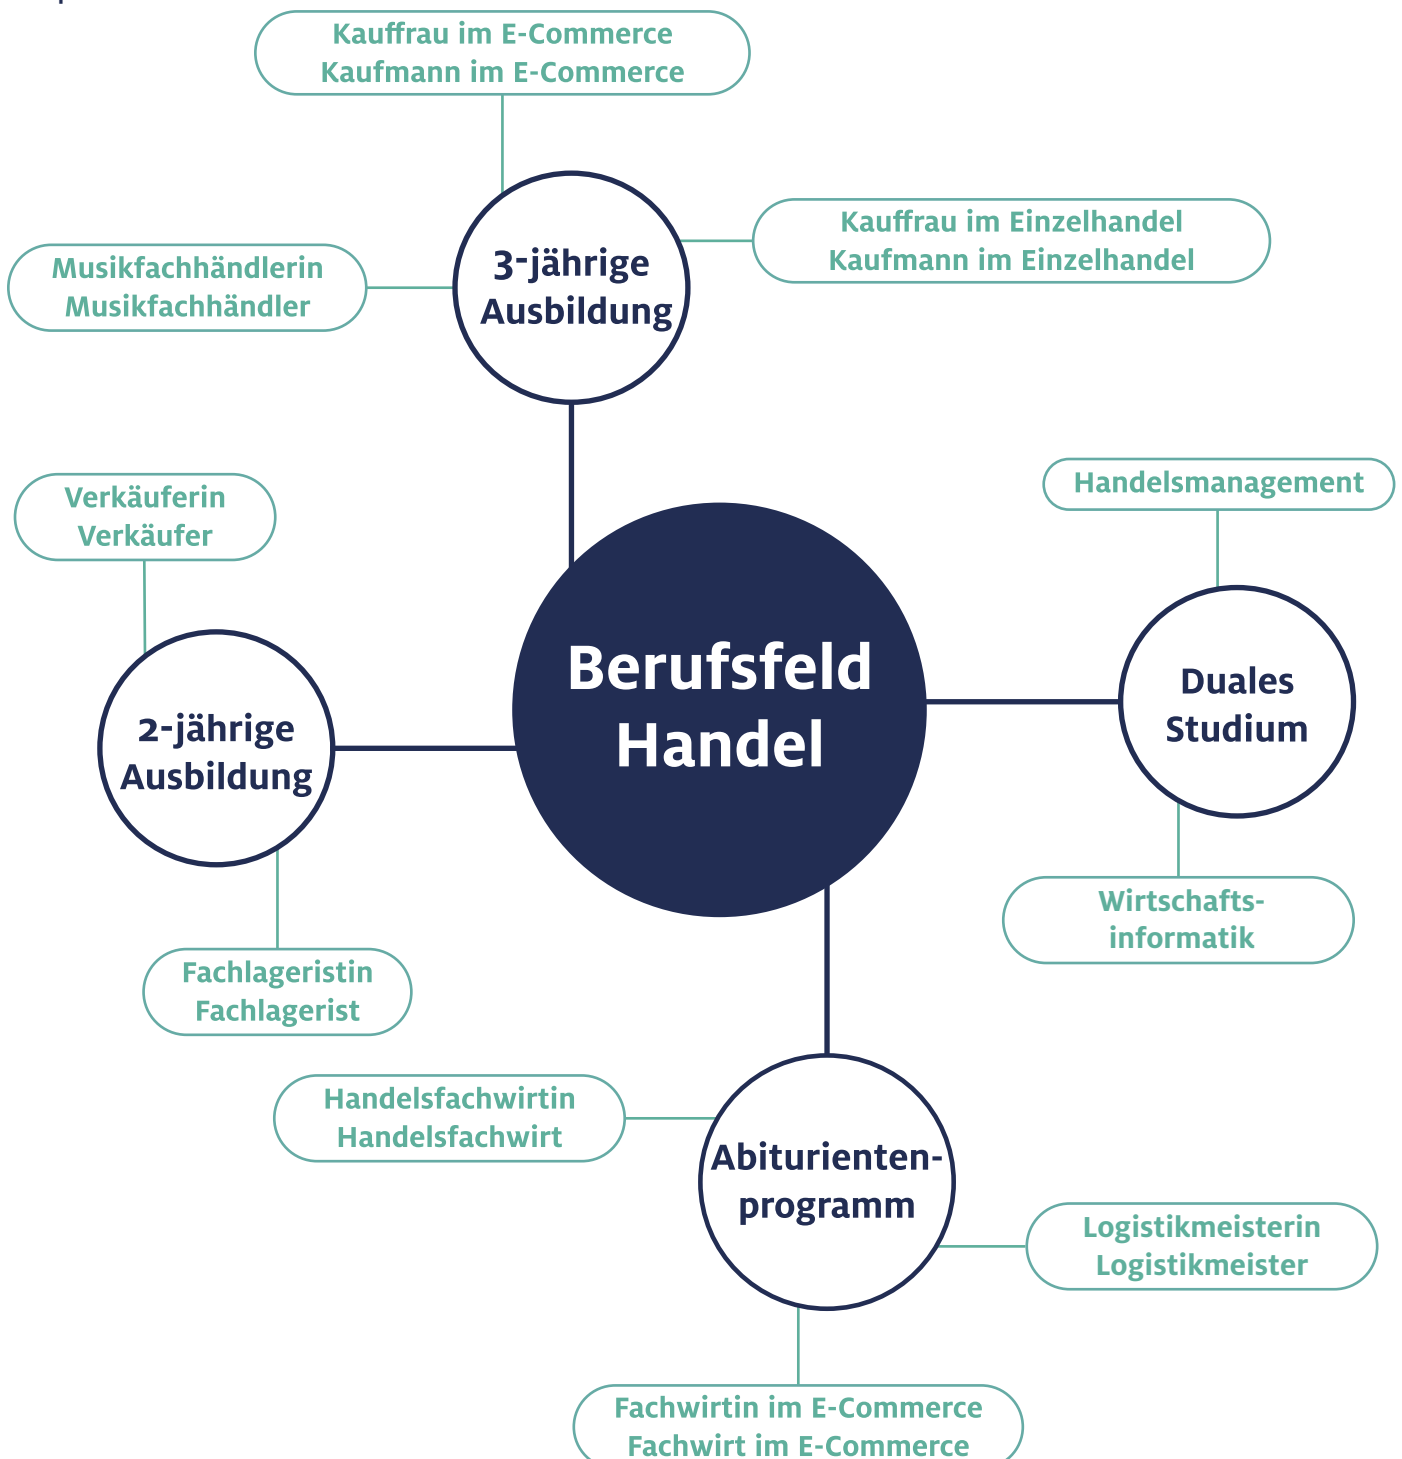 Kauffrau im E-Commerce
Kaufmann im E-Commerce
Kauffrau im Einzelhandel
Kaufmann im Einzelhandel
3-jährige
Ausbildung
Musikfachhändlerin
Musikfachhändler
Handelsmanagement
Verkäuferin
Verkäufer
Berufsfeld
Handel
Duales
Studium
2-jährige
Ausbildung
Wirtschafts-
informatik
Fachlageristin
Fachlagerist
Handelsfachwirtin
Handelsfachwirt
Abiturienten-
programm
Logistikmeisterin
Logistikmeister
Fachwirtin im E-Commerce
Fachwirt im E-Commerce